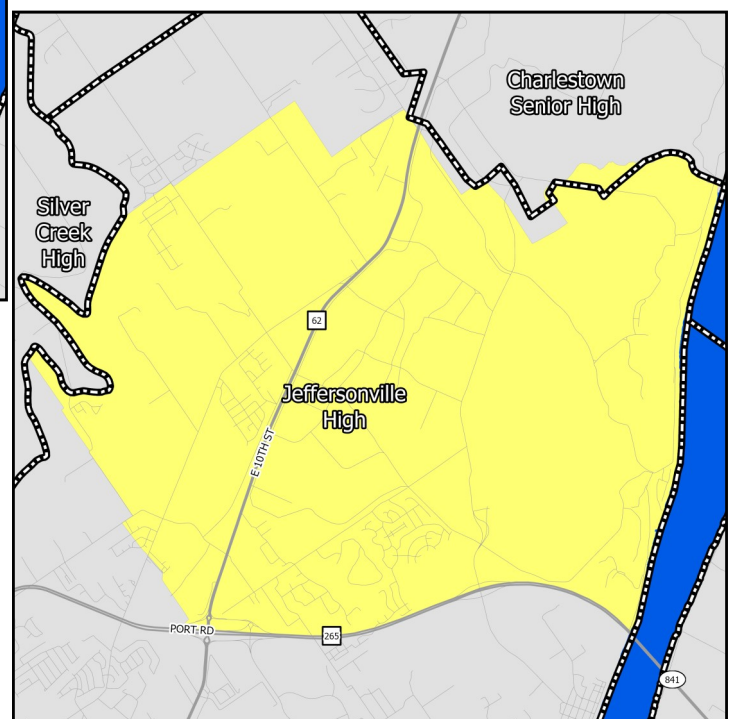 Charlestown
Senior High
Silver
Creek
High
62
Jeffersonville
High
E 10TH ST
PORT RD
265
841